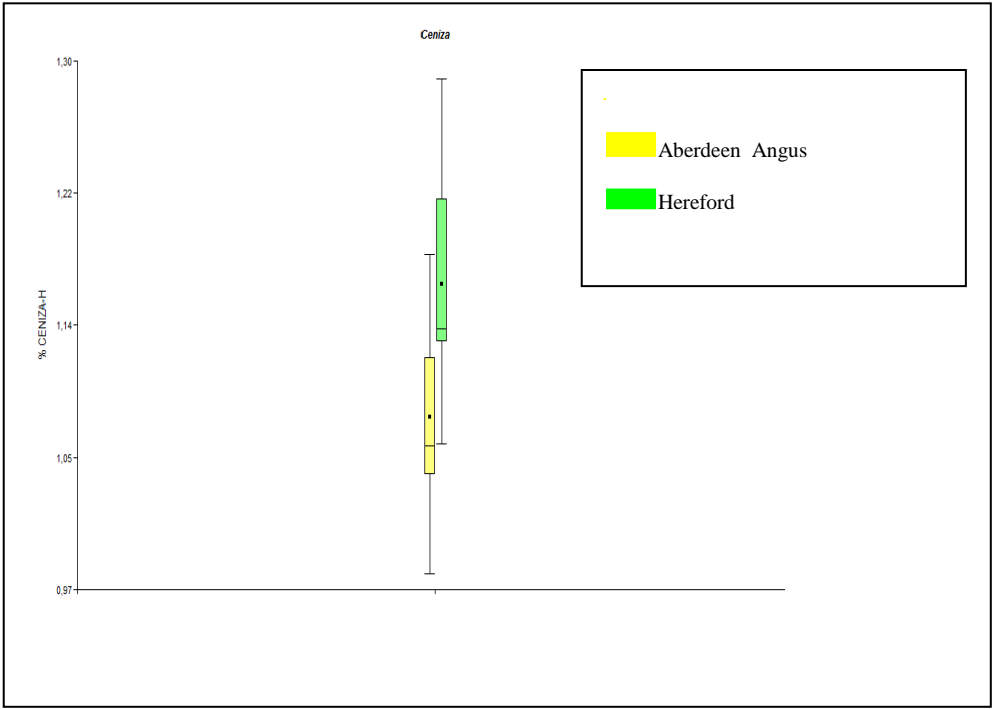 Ceniza
1,30
1,22
1,14
1,05
0,97
% CENIZA-H
Aberdeen Angus
Hereford